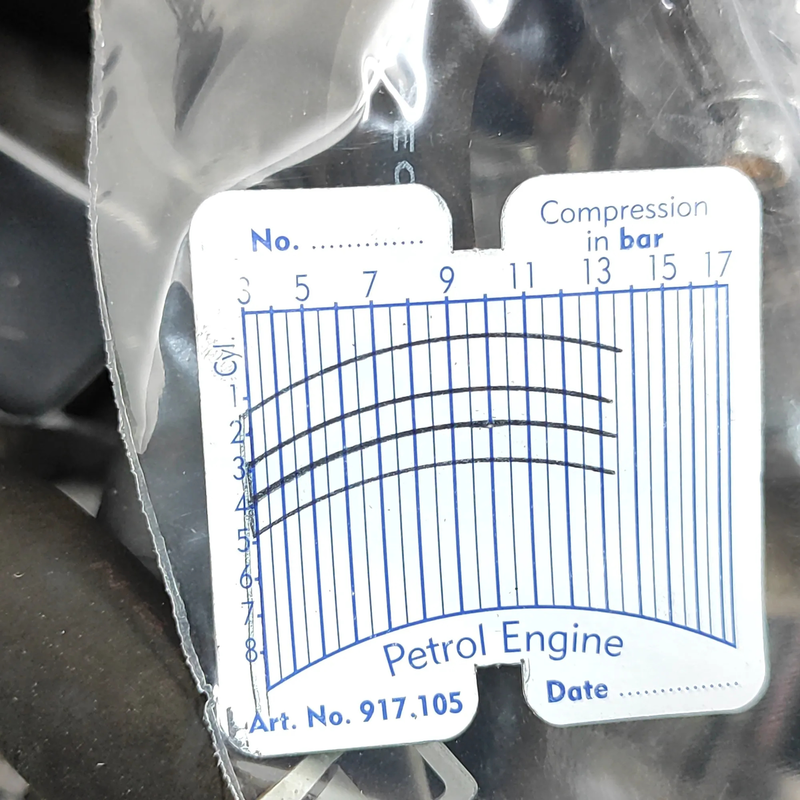 No. .............
Compression
in bar
3 5 7 9 11 13 15 17
Cyl.
1
2
3
4
5
6
7
8
Petrol Engine
Art. No. 917.105
Date ...............